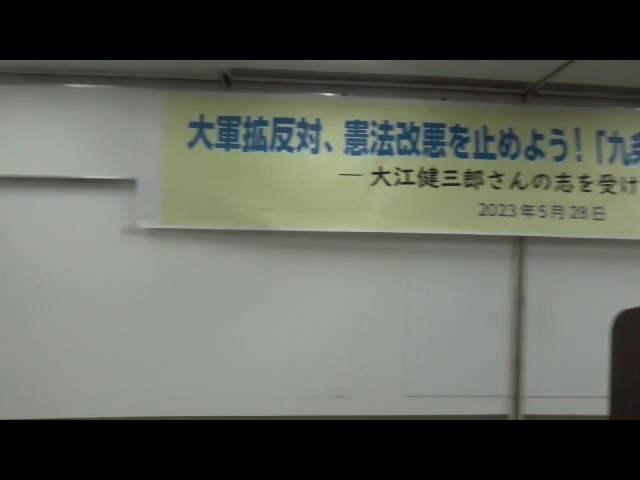 大軍拡反対、憲法改悪を止めよう!「九条
― 大江健三郎さんの志を受け
2023年5月28日